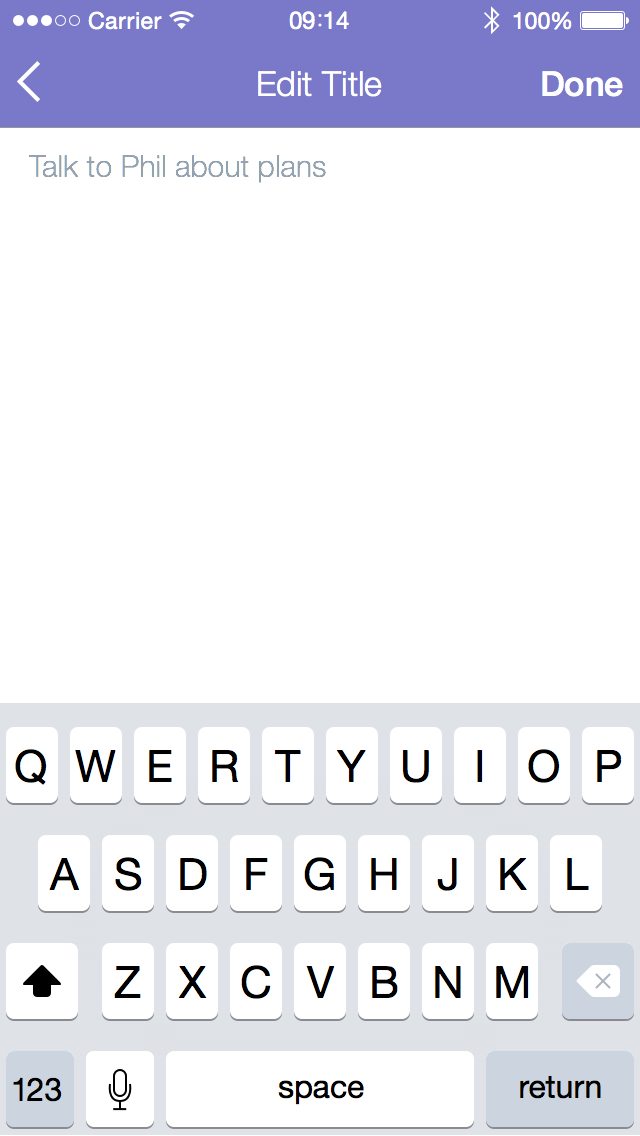 Carrier 09:14 100%
Edit Title Done
Talk to Phil about plans
Q W E R T Y U I O P
A S D F G H J K L
Z X C V B N M
123 space return